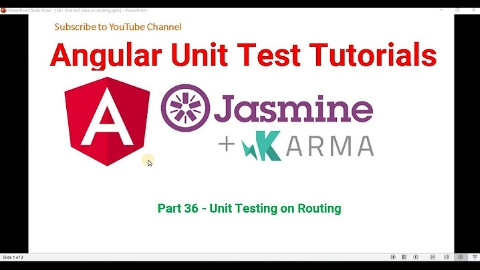 Subscribe to YouTube Channel
Angular Unit Test Tutorials
A
Jasmine
+ KARMA
Part 36 - Unit Testing on Routing
Slide 1 of 3